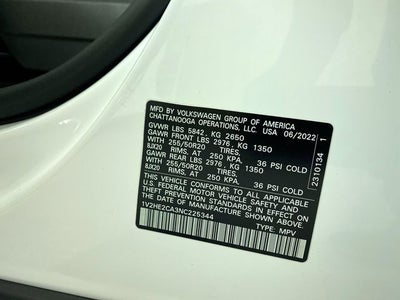 MFD BY VOLKSWAGEN GROUP OF AMERICA
CHATTANOOGA OPERATIONS, LLC. USA 06/2022
GVWR LBS 5842, KG 2650
GAWR FRONT LBS 2976, KG 1350
WITH 255/50R20 TIRES,
8JX20 RIMS. AT 250 KPA. 36 PSI COLD
GAWR REAR LBS 2976, KG 1350
WITH 255/50R20 TIRES,
8JX20 RIMS. AT 250 KPA. 36 PSI COLD
THIS VEHICLE CONFORMS TO ALL APPLICABLE
U.S. FEDERAL MOTOR VEHICLE SAFETY STANDARDS
IN EFFECT ON THE DATE OF
MANUFACTURE SHOWN ABOVE.
1V2HE2CA3NC225344 TYPE: MPV
2310134 1